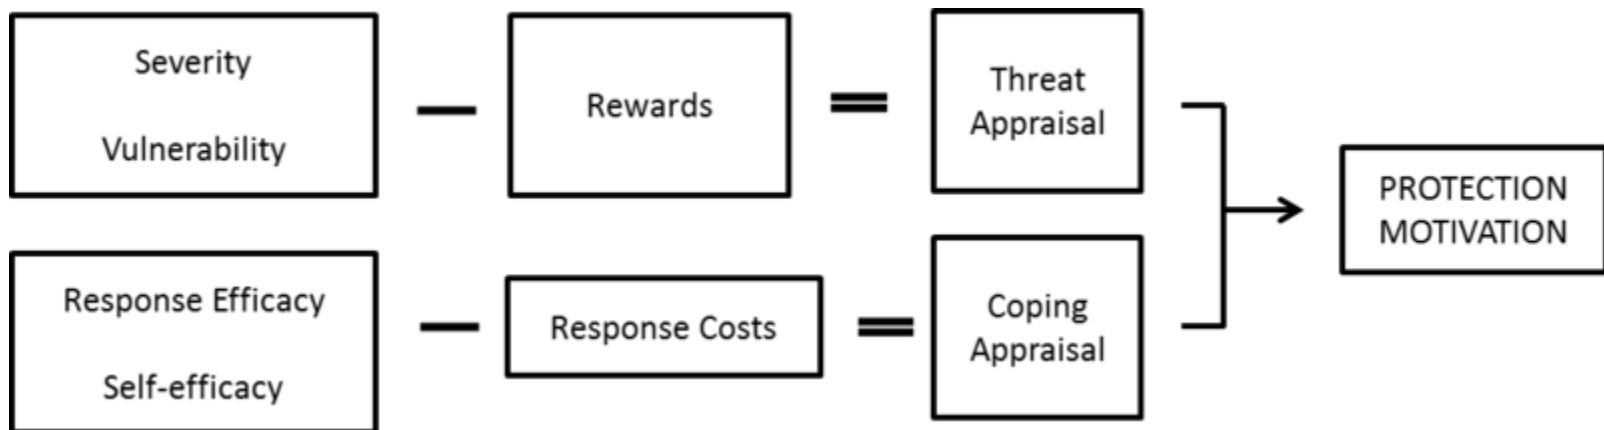 Severity
Vulnerability
Rewards
Threat
Appraisal
Response Efficacy
Self-efficacy
Response Costs
Coping
Appraisal
PROTECTION
MOTIVATION